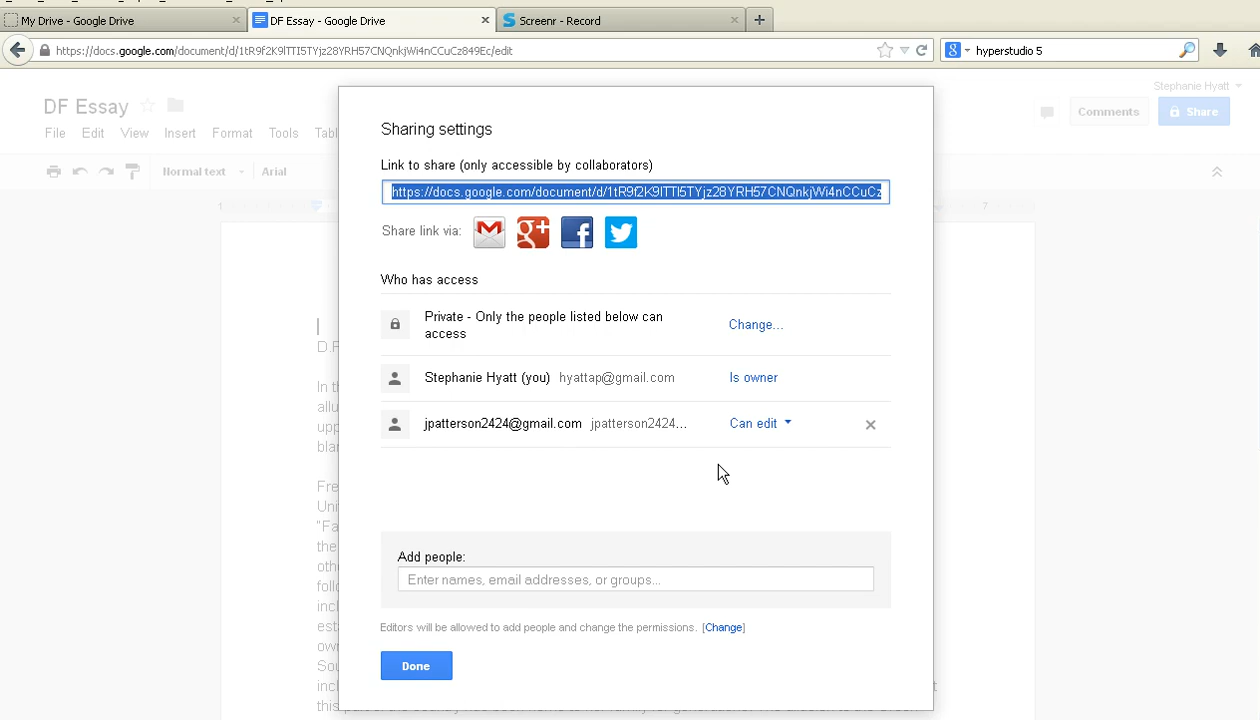 My Drive - Google Drive
DF Essay - Google Drive
Screenr - Record
https://docs.google.com/document/d/1tR9f2K9lTTI5TYjz28YRH57CNQnkjWi4nCCuCz849Ec/edit
hyperstudio 5
DF Essay
Stephanie Hyatt
Comments
Share
File Edit View Insert Format Tools Tabl
Normal text
Arial
1
7
Sharing settings
Link to share (only accessible by collaborators)
https://docs.google.com/document/d/1tR9f2K9lTTI5TYjz28YRH57CNQnkjWi4nCCuCz
Share link via:
Who has access
Private - Only the people listed below can
access
Change...
Stephanie Hyatt (you) hyattap@gmail.com
Is owner
jpatterson2424@gmail.com jpatterson2424...
Can edit
Add people:
Enter names, email addresses, or groups...
Editors will be allowed to add people and change the permissions. [Change]
Done